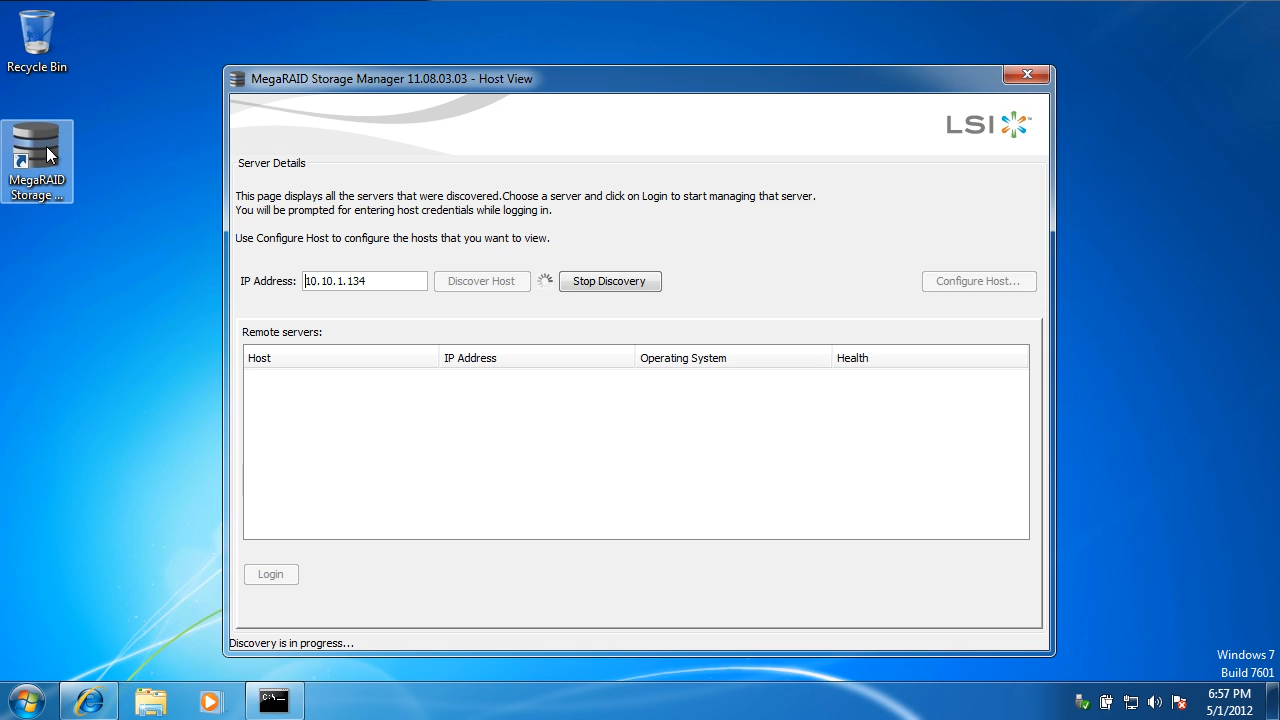 Recycle Bin
MegaRAID
Storage ...
MegaRAID Storage Manager 11.08.03.03 - Host View
LSI
Server Details
This page displays all the servers that were discovered.Choose a server and click on Login to start managing that server.
You will be prompted for entering host credentials while logging in.
Use Configure Host to configure the hosts that you want to view.
IP Address: 10.10.1.134 Discover Host Stop Discovery Configure Host...
Remote servers:
Host IP Address Operating System Health
Login
Discovery is in progress...
Windows 7
Build 7601
C:\
6:57 PM
5/1/2012